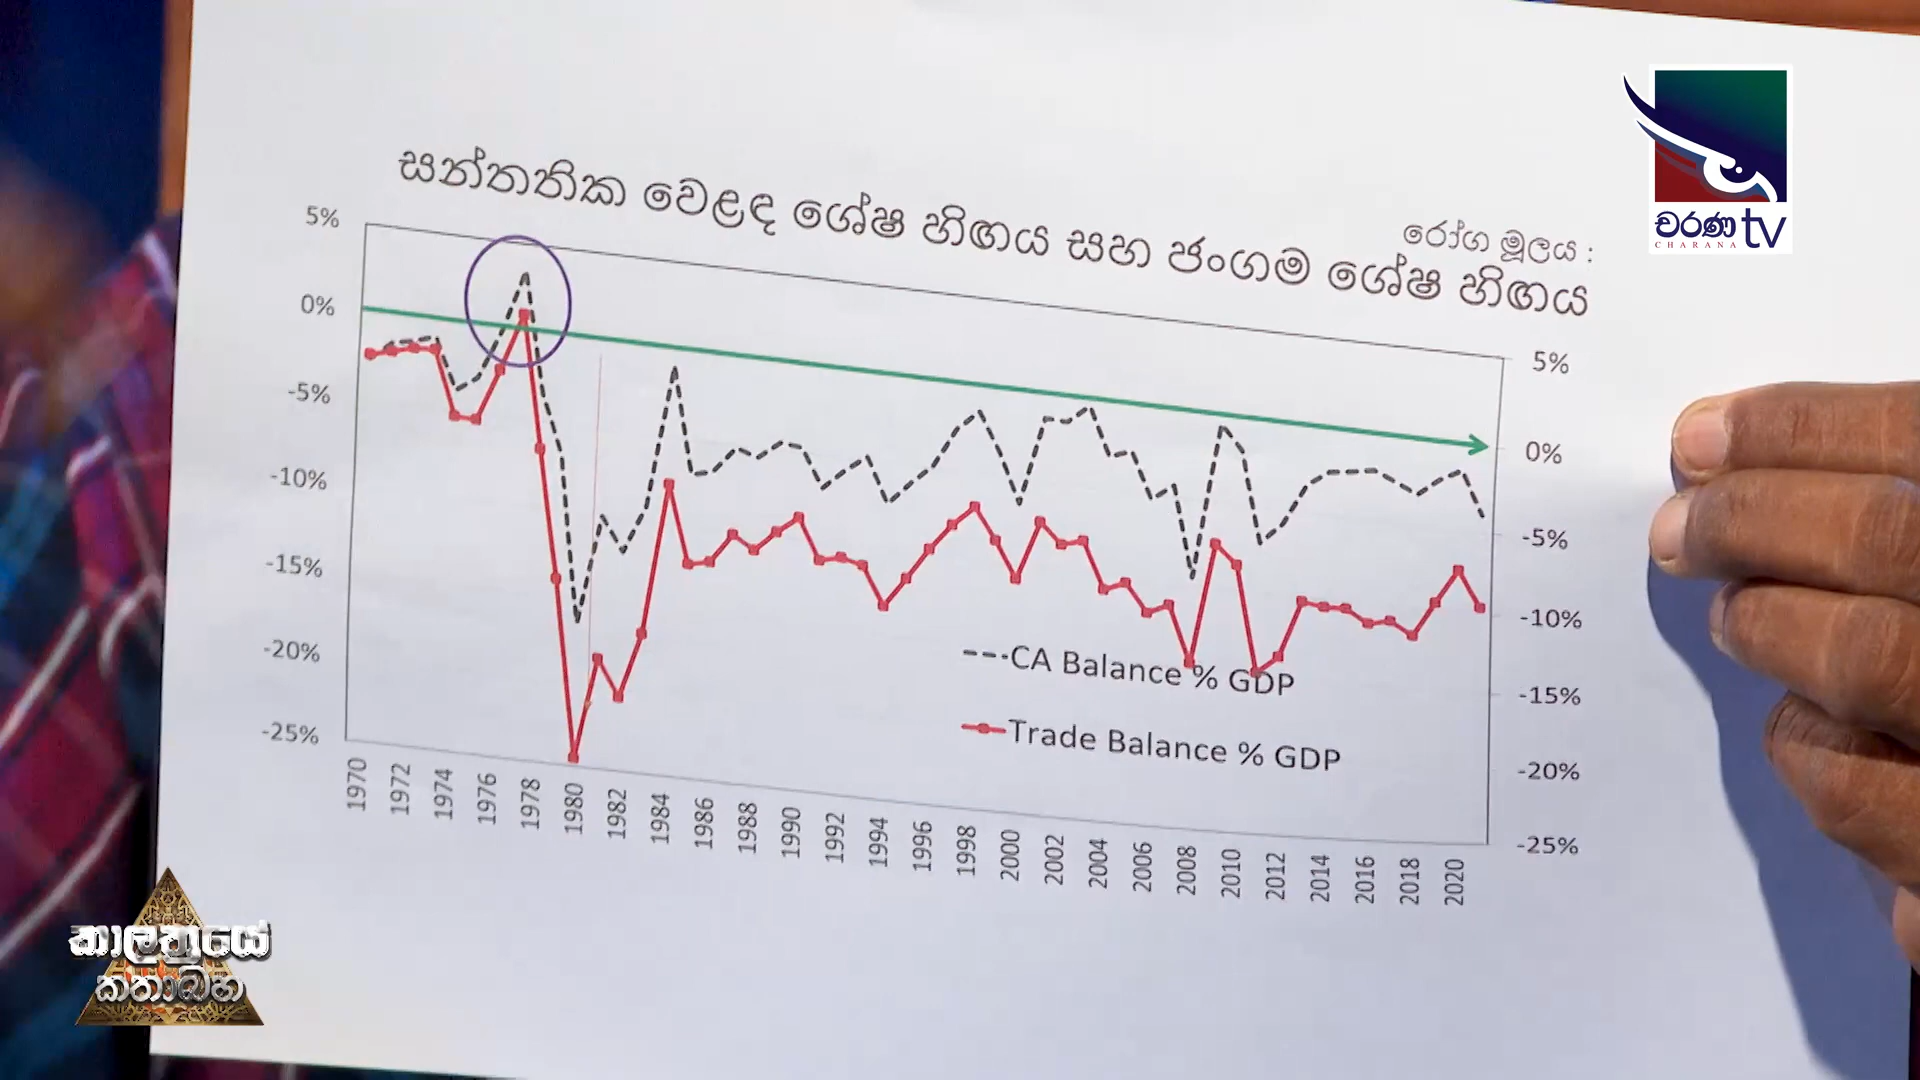 රෝග මූලය :
සන්තතික වෙළඳ ශේෂ හිඟය සහ ජංගම ශේෂ හිඟය
5%
0%
-5%
-10%
-15%
-20%
-25%
5%
0%
-5%
-10%
-15%
-20%
-25%
CA Balance % GDP
Trade Balance % GDP
1970 1972 1974 1976 1978 1980 1982 1984 1986 1988 1990 1992 1994 1996 1998 2000 2002 2004 2006 2008 2010 2012 2014 2016 2018 2020
චරණ tv
CHARANA
කාලත්‍රයේ
කතාබහ